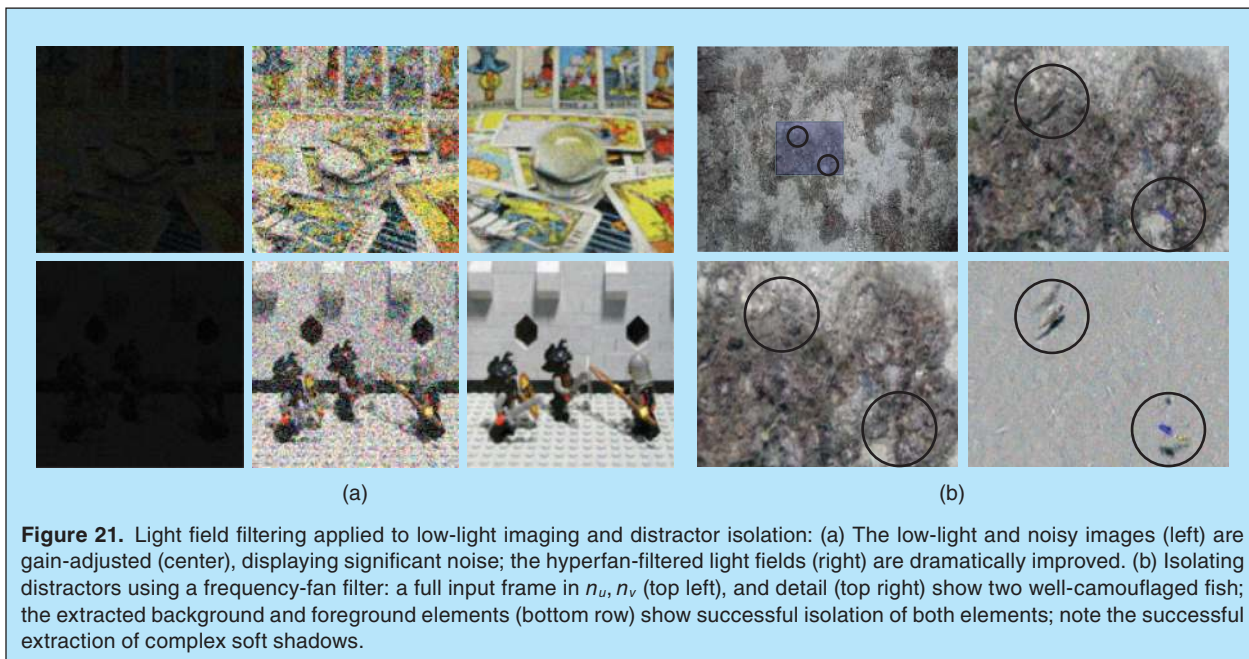 (a)
(b)
Figure 21. Light field filtering applied to low-light imaging and distractor isolation: (a) The low-light and noisy images (left) are
gain-adjusted (center), displaying significant noise; the hyperfan-filtered light fields (right) are dramatically improved. (b) Isolating
distractors using a frequency-fan filter: a full input frame in nᵤ, nᵥ (top left), and detail (top right) show two well-camouflaged fish;
the extracted background and foreground elements (bottom row) show successful isolation of both elements; note the successful
extraction of complex soft shadows.